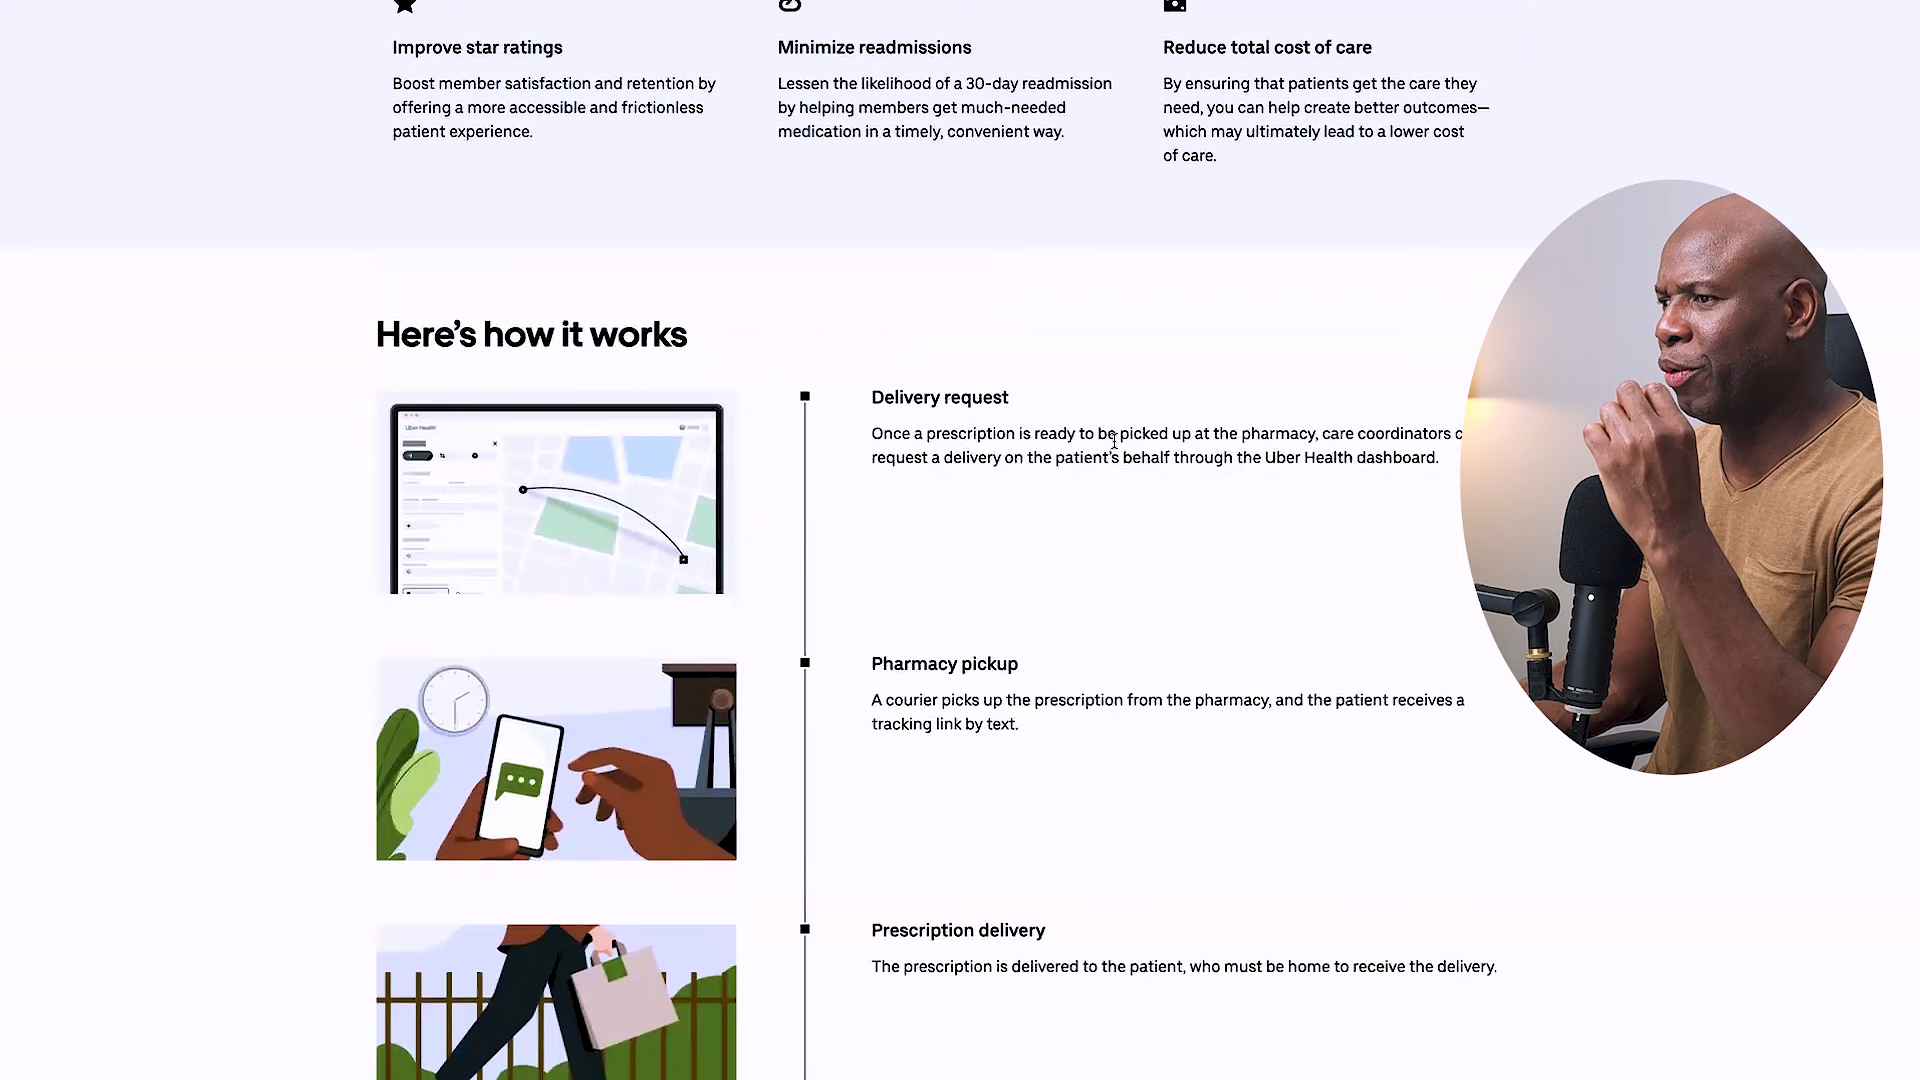 Improve star ratings
Boost member satisfaction and retention by
offering a more accessible and frictionless
patient experience.
Minimize readmissions
Lessen the likelihood of a 30-day readmission
by helping members get much-needed
medication in a timely, convenient way.
Reduce total cost of care
By ensuring that patients get the care they
need, you can help create better outcomes—
which may ultimately lead to a lower cost
of care.
Here's how it works
Uber Health
Delivery request
Once a prescription is ready to be picked up at the pharmacy, care coordinators
request a delivery on the patient's behalf through the Uber Health dashboard.
Pharmacy pickup
A courier picks up the prescription from the pharmacy, and the patient receives a
tracking link by text.
Prescription delivery
The prescription is delivered to the patient, who must be home to receive the delivery.